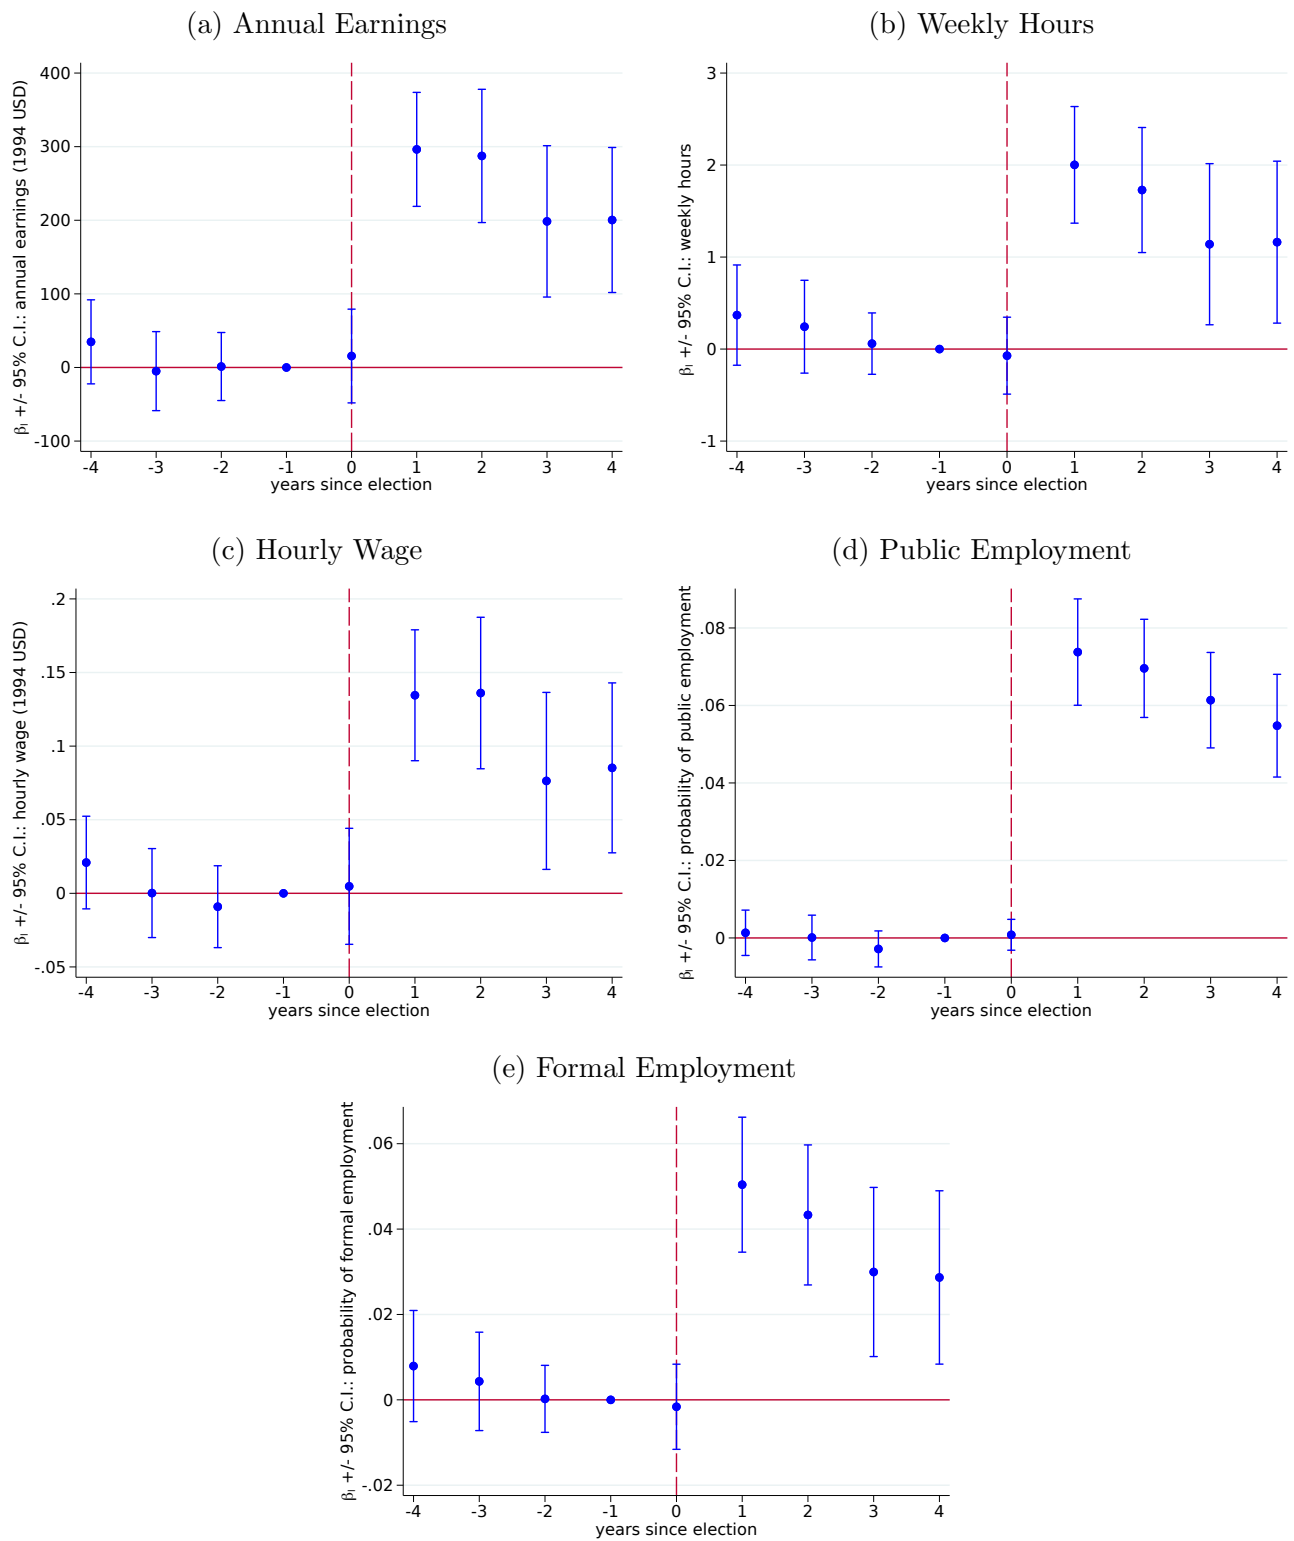 (a) Annual Earnings
β_l +/- 95% C.I.: annual earnings (1994 USD)
400
300
200
100
0
-100
-4 -3 -2 -1 0 1 2 3 4
years since election
(b) Weekly Hours
β_l +/- 95% C.I.: weekly hours
3
2
1
0
-1
-4 -3 -2 -1 0 1 2 3 4
years since election
(c) Hourly Wage
β_l +/- 95% C.I.: hourly wage (1994 USD)
.2
.15
.1
.05
0
-.05
-4 -3 -2 -1 0 1 2 3 4
years since election
(d) Public Employment
β_l +/- 95% C.I.: probability of public employment
.08
.06
.04
.02
0
-4 -3 -2 -1 0 1 2 3 4
years since election
(e) Formal Employment
β_l +/- 95% C.I.: probability of formal employment
.06
.04
.02
0
-.02
-4 -3 -2 -1 0 1 2 3 4
years since election